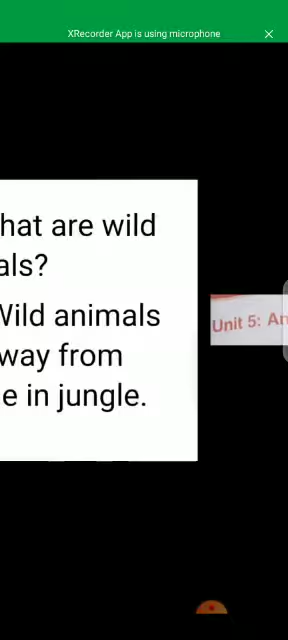 XRecorder App is using microphone
hat are wild
als?
Wild animals
way from
e in jungle.
Unit 5: An